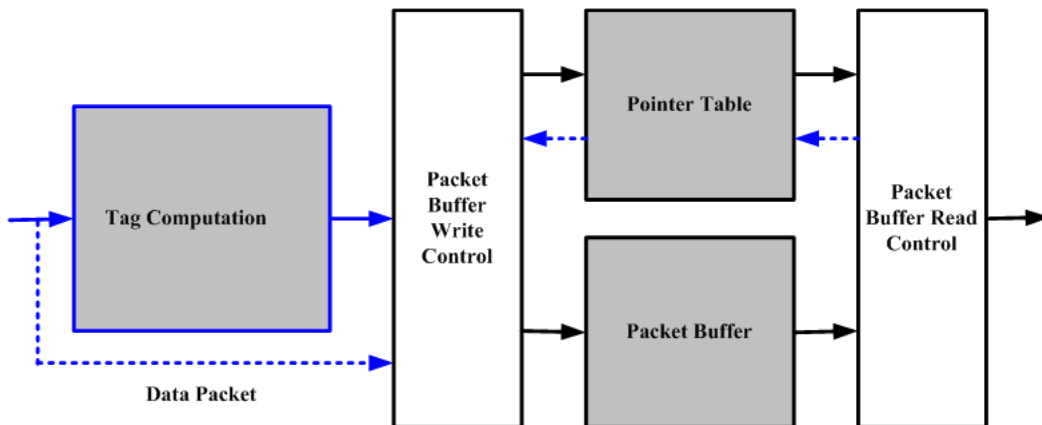 Tag Computation
Data Packet
Packet
Buffer
Write
Control
Pointer Table
Packet Buffer
Packet
Buffer Read
Control